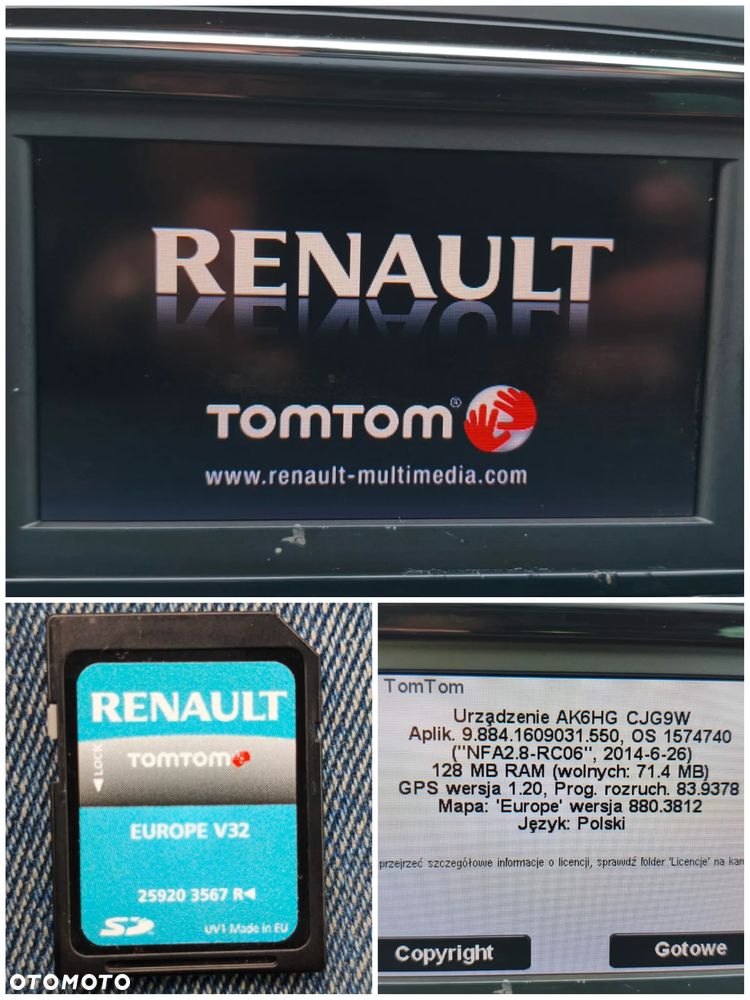 RENAULT
TOMTOM®
www.renault-multimedia.com
RENAULT
TOMTOM
LOCK
EUROPE V32
25920 3567 R
SD
UV1 Made in EU
OTOMOTO
TomTom
Urządzenie AK6HG CJG9W
Aplik. 9.884.1609031.550, OS 1574740
("NFA2.8-RC06", 2014-6-26)
128 MB RAM (wolnych: 71.4 MB)
GPS wersja 1.20, Prog. rozruch. 83.9378
Mapa: 'Europe' wersja 880.3812
Język: Polski
przejrzeć szczegółowe informacje o licencji, sprawdź folder 'Licencje' na kar
Copyright
Gotowe